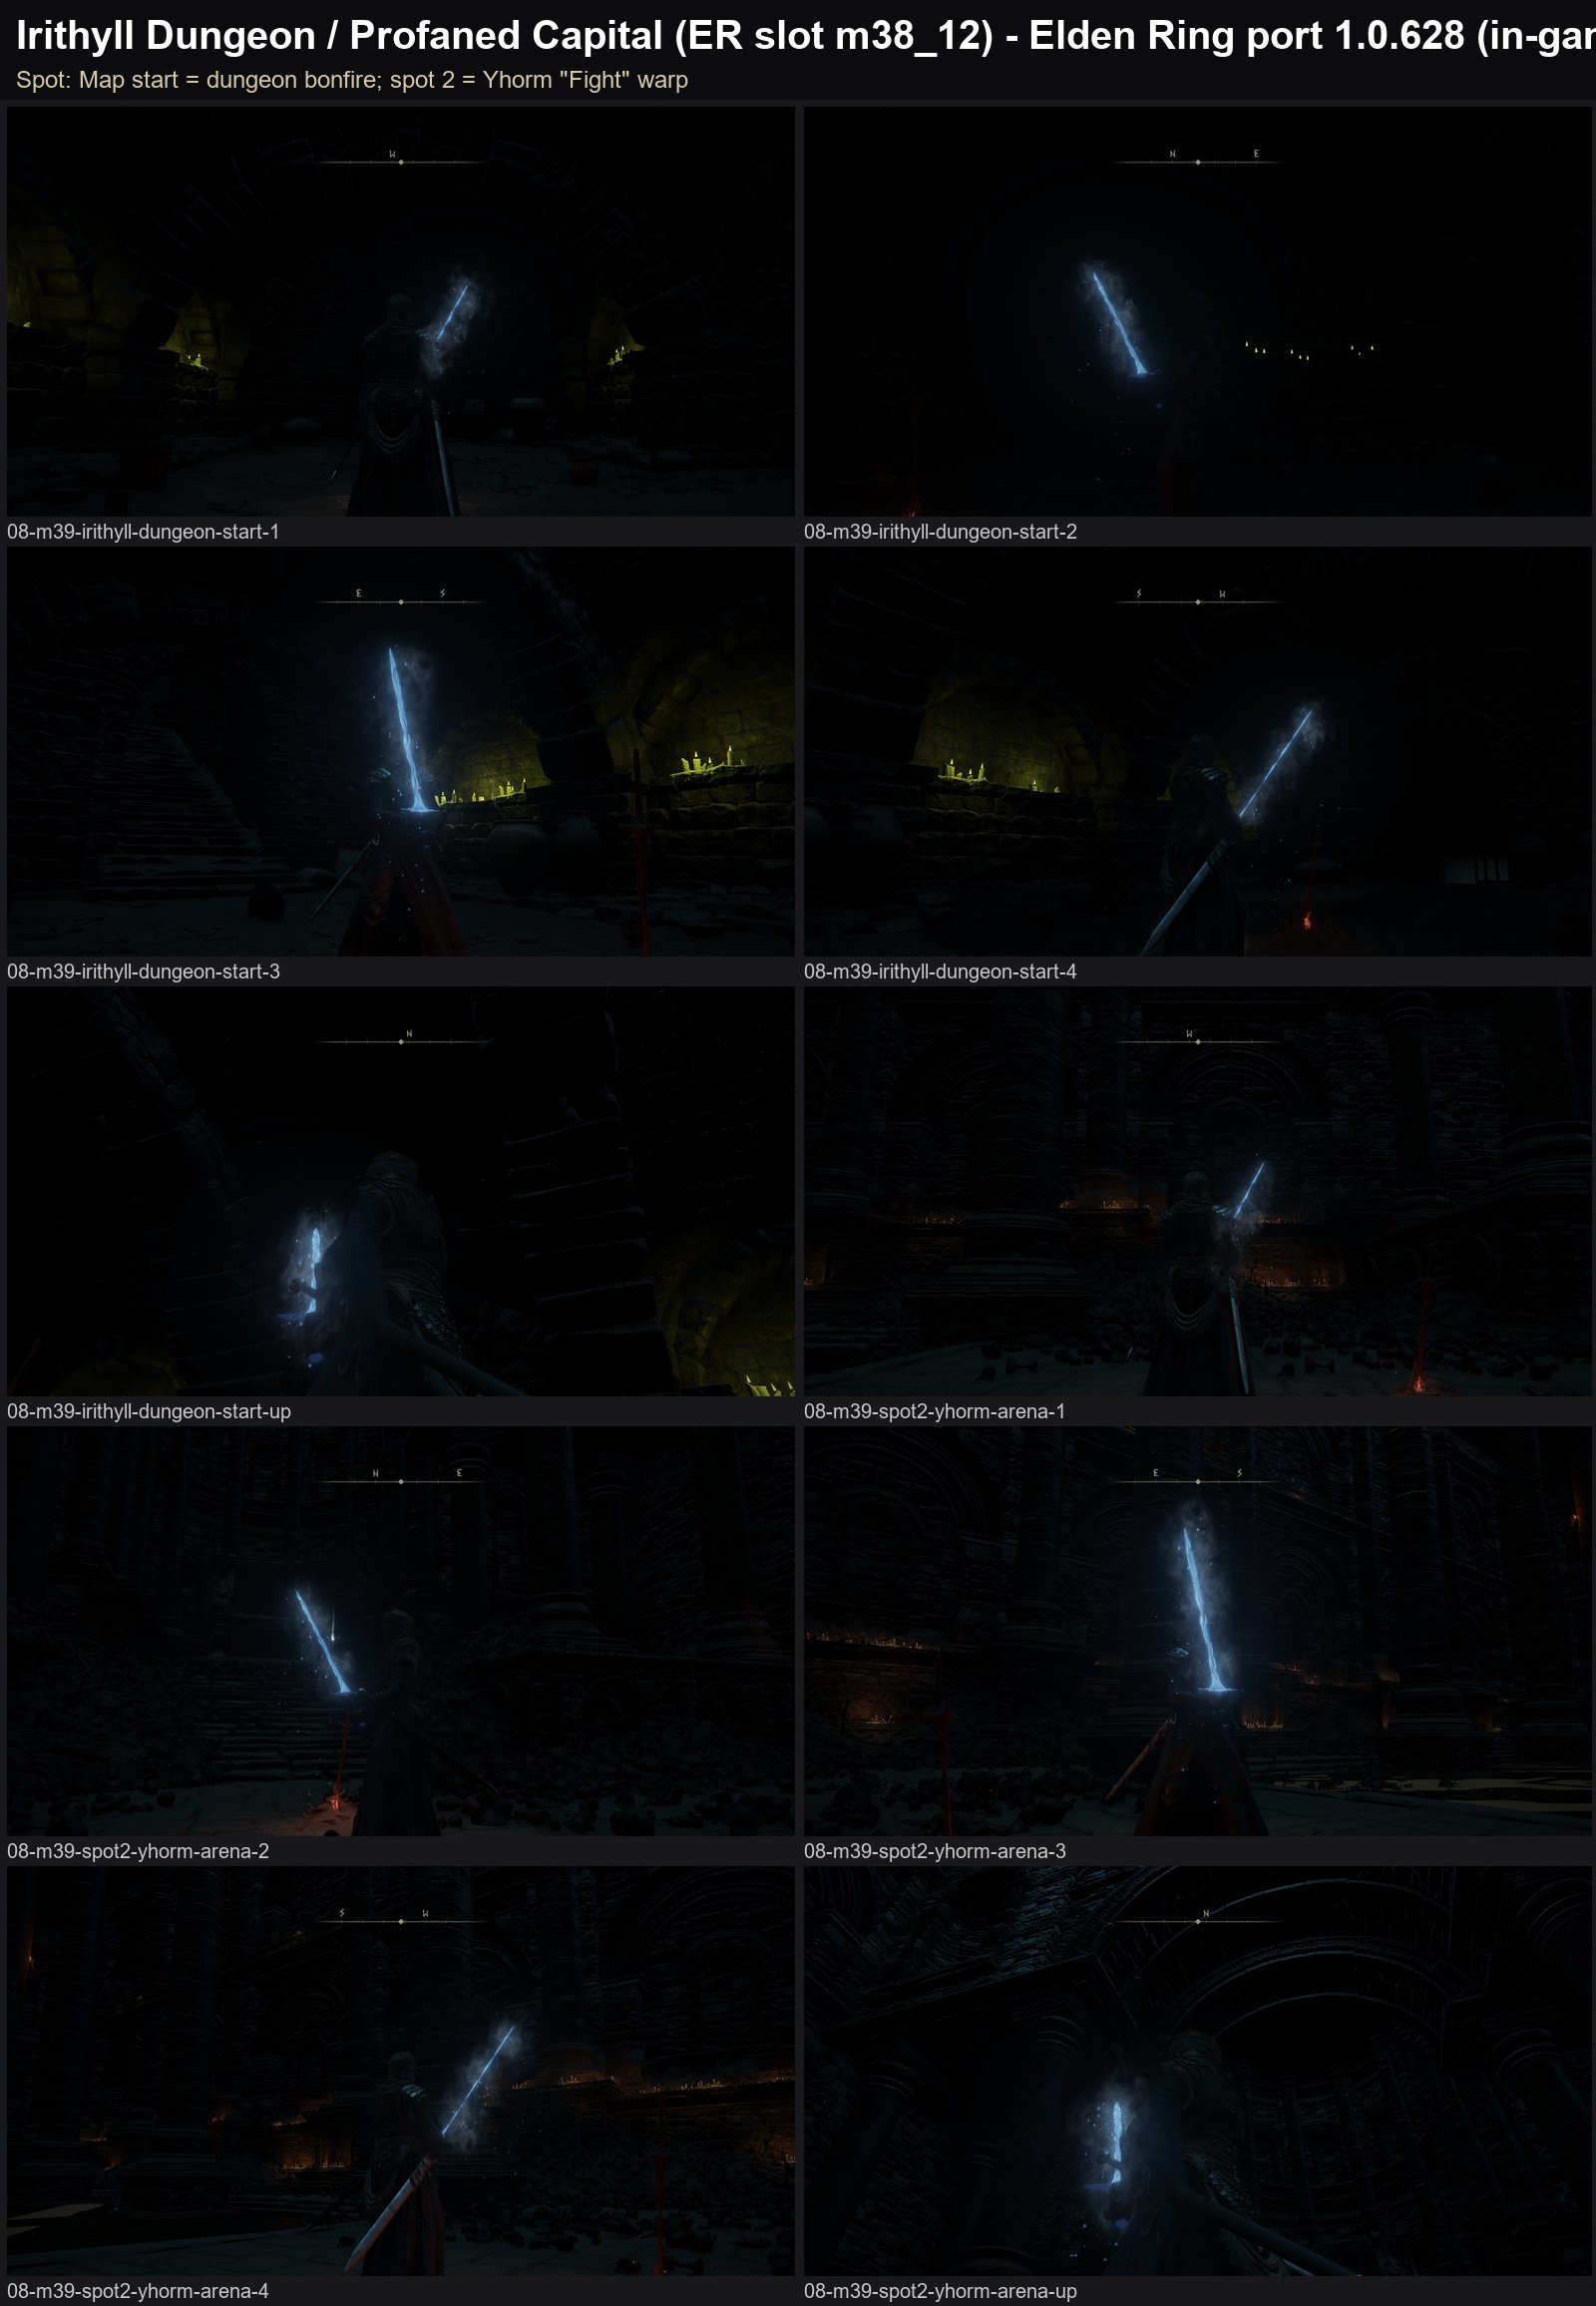 Irithyll Dungeon / Profaned Capital (ER slot m38_12) - Elden Ring port 1.0.628 (in-gar
Spot: Map start = dungeon bonfire; spot 2 = Yhorm "Fight" warp
W
N E
08-m39-irithyll-dungeon-start-1
08-m39-irithyll-dungeon-start-2
E S
S W
08-m39-irithyll-dungeon-start-3
08-m39-irithyll-dungeon-start-4
N
W
08-m39-irithyll-dungeon-start-up
08-m39-spot2-yhorm-arena-1
N E
E S
08-m39-spot2-yhorm-arena-2
08-m39-spot2-yhorm-arena-3
S W
N
08-m39-spot2-yhorm-arena-4
08-m39-spot2-yhorm-arena-up